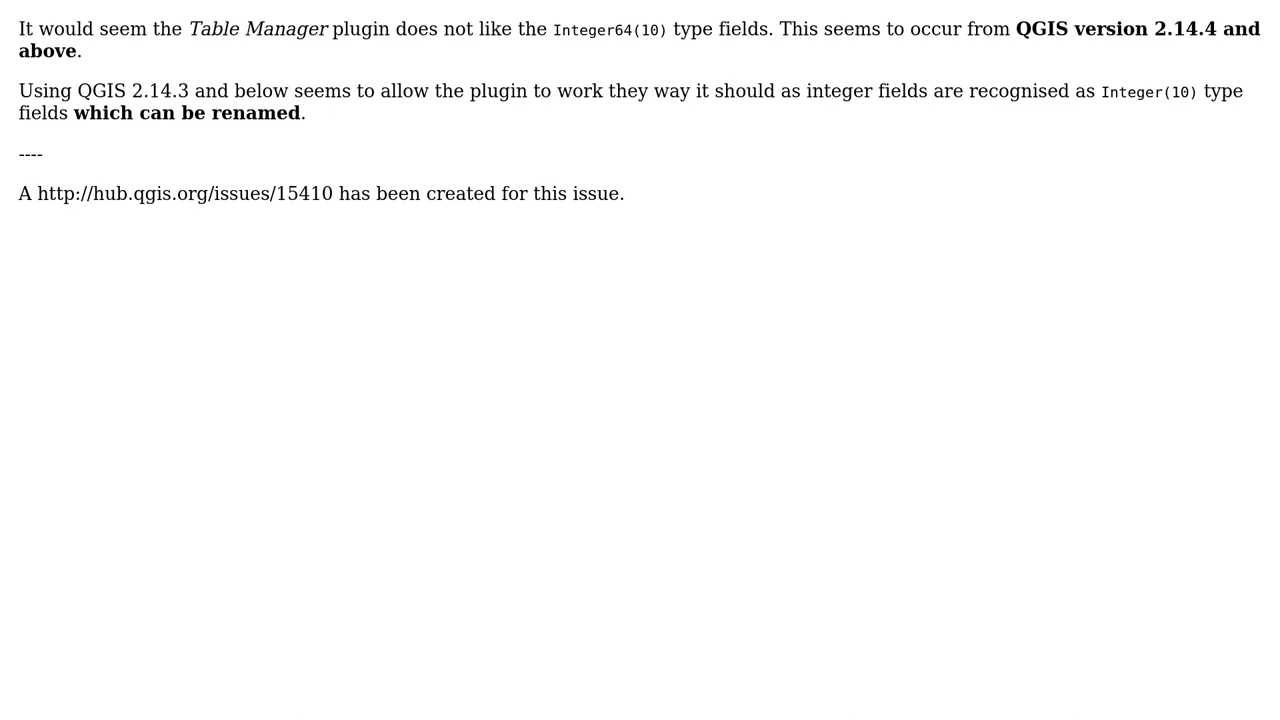 It would seem the Table Manager plugin does not like the Integer64(10) type fields. This seems to occur from QGIS version 2.14.4 and
above.
Using QGIS 2.14.3 and below seems to allow the plugin to work they way it should as integer fields are recognised as Integer(10) type
fields which can be renamed.
----
A http://hub.qgis.org/issues/15410 has been created for this issue.